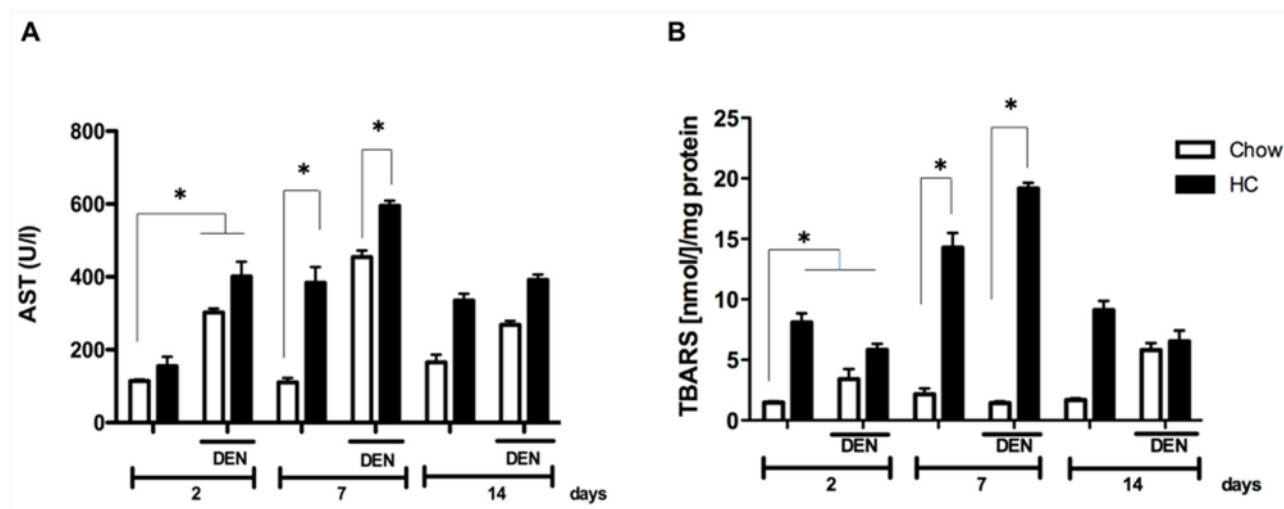 A
AST (U/l)
800
600
400
200
0
*
*
*
DEN
DEN
DEN
2
7
14
days
B
TBARS [nmol/]/mg protein
25
20
15
10
5
0
*
*
*
DEN
DEN
DEN
2
7
14
days
Chow
HC